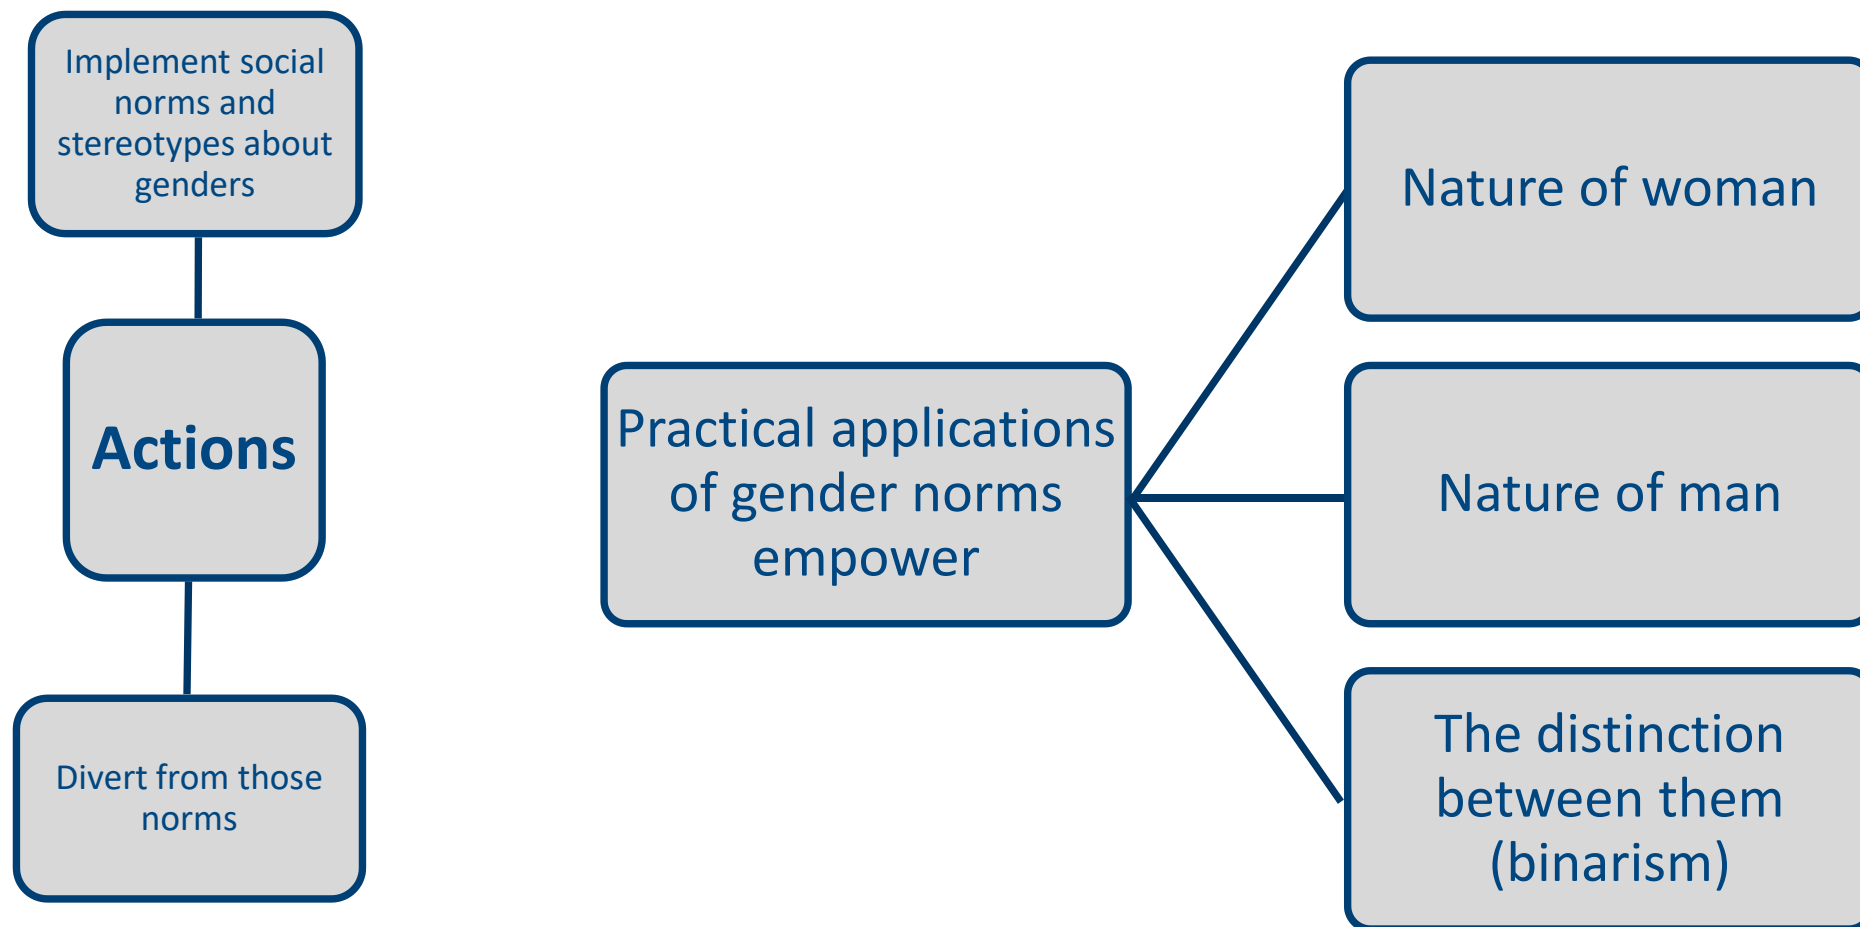 Implement social
norms and
stereotypes about
genders
Actions
Divert from those
norms
Practical applications
of gender norms
empower
Nature of woman
Nature of man
The distinction
between them
(binarism)